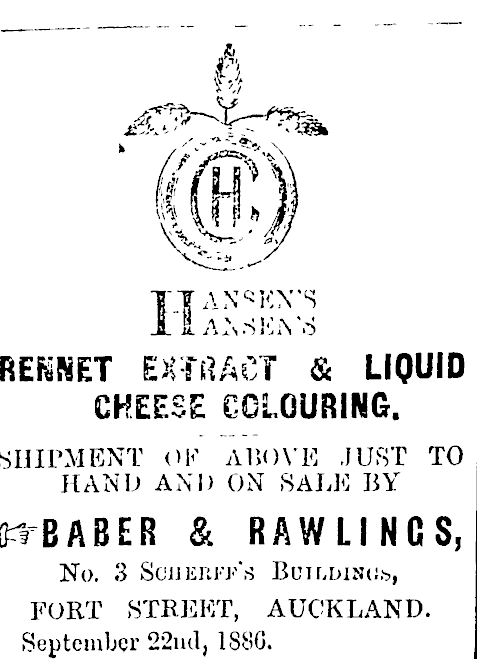 CH
HANSEN'S
HANSEN'S
RENNET EXTRACT & LIQUID
CHEESE COLOURING.
SHIPMENT OF ABOVE JUST TO
HAND AND ON SALE BY
☞BABER & RAWLINGS,
No. 3 SCHERFF'S BUILDINGS,
FORT STREET, AUCKLAND.
September 22nd, 1886.